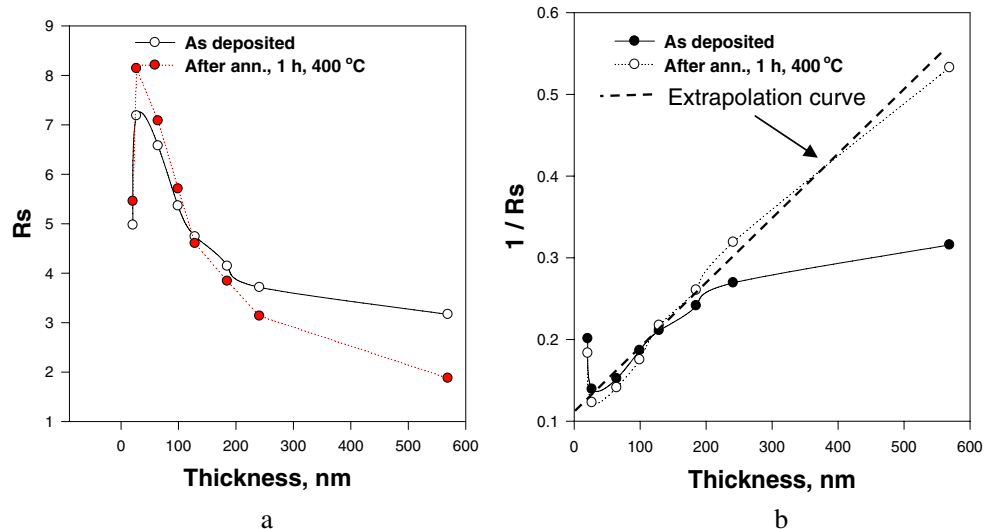 9
8
7
6
5
4
3
2
1
Rs
As deposited
After ann., 1 h, 400 °C
0 100 200 300 400 500 600
Thickness, nm
a
0.6
0.5
0.4
0.3
0.2
0.1
1 / Rs
As deposited
After ann., 1 h, 400 °C
Extrapolation curve
0 100 200 300 400 500 600
Thickness, nm
b